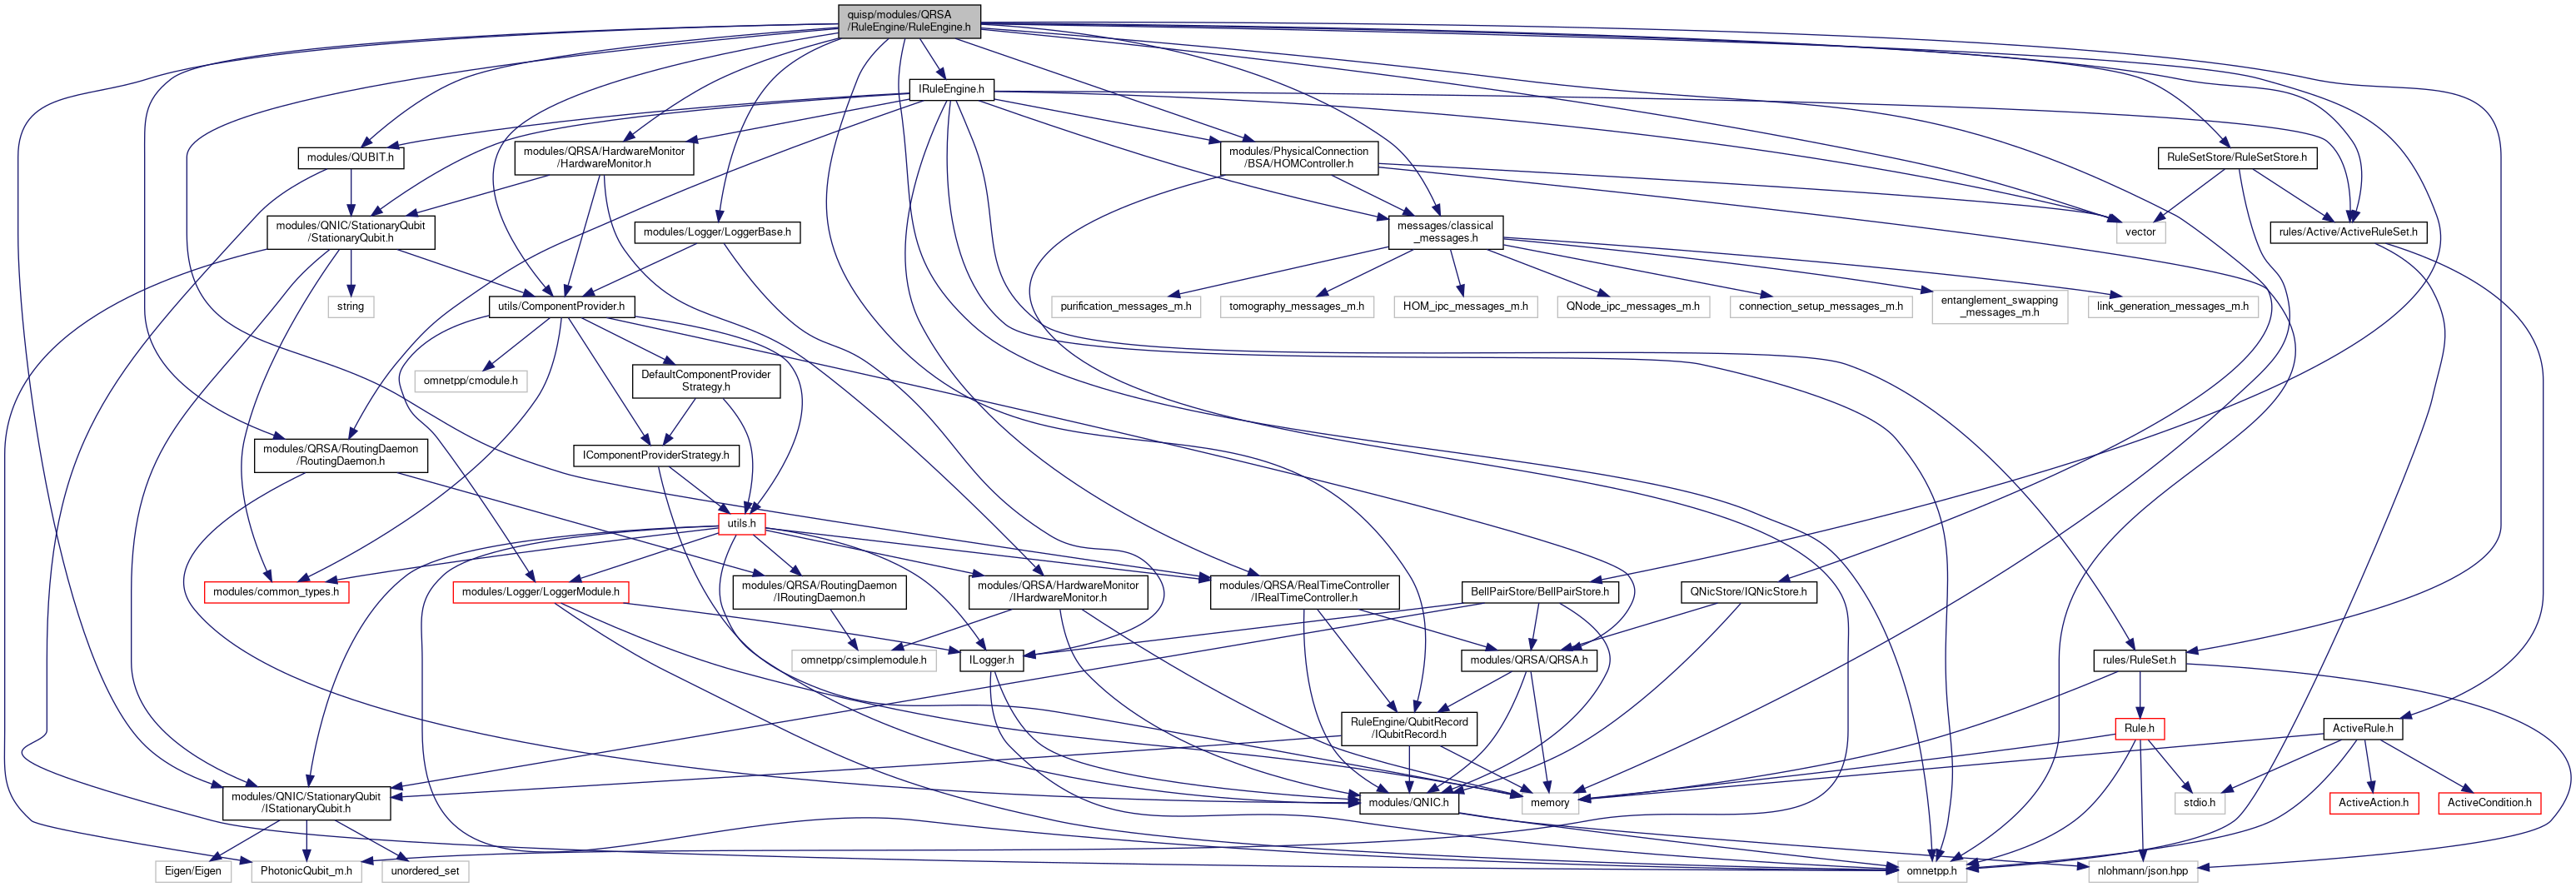 quisp/modules/QRSA
/RuleEngine/RuleEngine.h
IRuleEngine.h
modules/QUBIT.h
modules/QRSA/HardwareMonitor
/HardwareMonitor.h
modules/PhysicalConnection
/BSA/HOMController.h
RuleSetStore/RuleSetStore.h
modules/QNIC/StationaryQubit
/StationaryQubit.h
modules/Logger/LoggerBase.h
messages/classical
_messages.h
vector
rules/Active/ActiveRuleSet.h
string
utils/ComponentProvider.h
purification_messages_m.h
tomography_messages_m.h
HOM_ipc_messages_m.h
QNode_ipc_messages_m.h
connection_setup_messages_m.h
entanglement_swapping
_messages_m.h
link_generation_messages_m.h
omnetpp/cmodule.h
DefaultComponentProvider
Strategy.h
modules/QRSA/RoutingDaemon
/RoutingDaemon.h
IComponentProviderStrategy.h
utils.h
modules/common_types.h
modules/Logger/LoggerModule.h
modules/QRSA/RoutingDaemon
/IRoutingDaemon.h
modules/QRSA/HardwareMonitor
/IHardwareMonitor.h
modules/QRSA/RealTimeController
/IRealTimeController.h
BellPairStore/BellPairStore.h
QNicStore/IQNicStore.h
omnetpp/csimplemodule.h
ILogger.h
modules/QRSA/QRSA.h
rules/RuleSet.h
RuleEngine/QubitRecord
/IQubitRecord.h
Rule.h
ActiveRule.h
modules/QNIC/StationaryQubit
/IStationaryQubit.h
modules/QNIC.h
memory
stdio.h
ActiveAction.h
ActiveCondition.h
Eigen/Eigen
PhotonicQubit_m.h
unordered_set
omnetpp.h
nlohmann/json.hpp